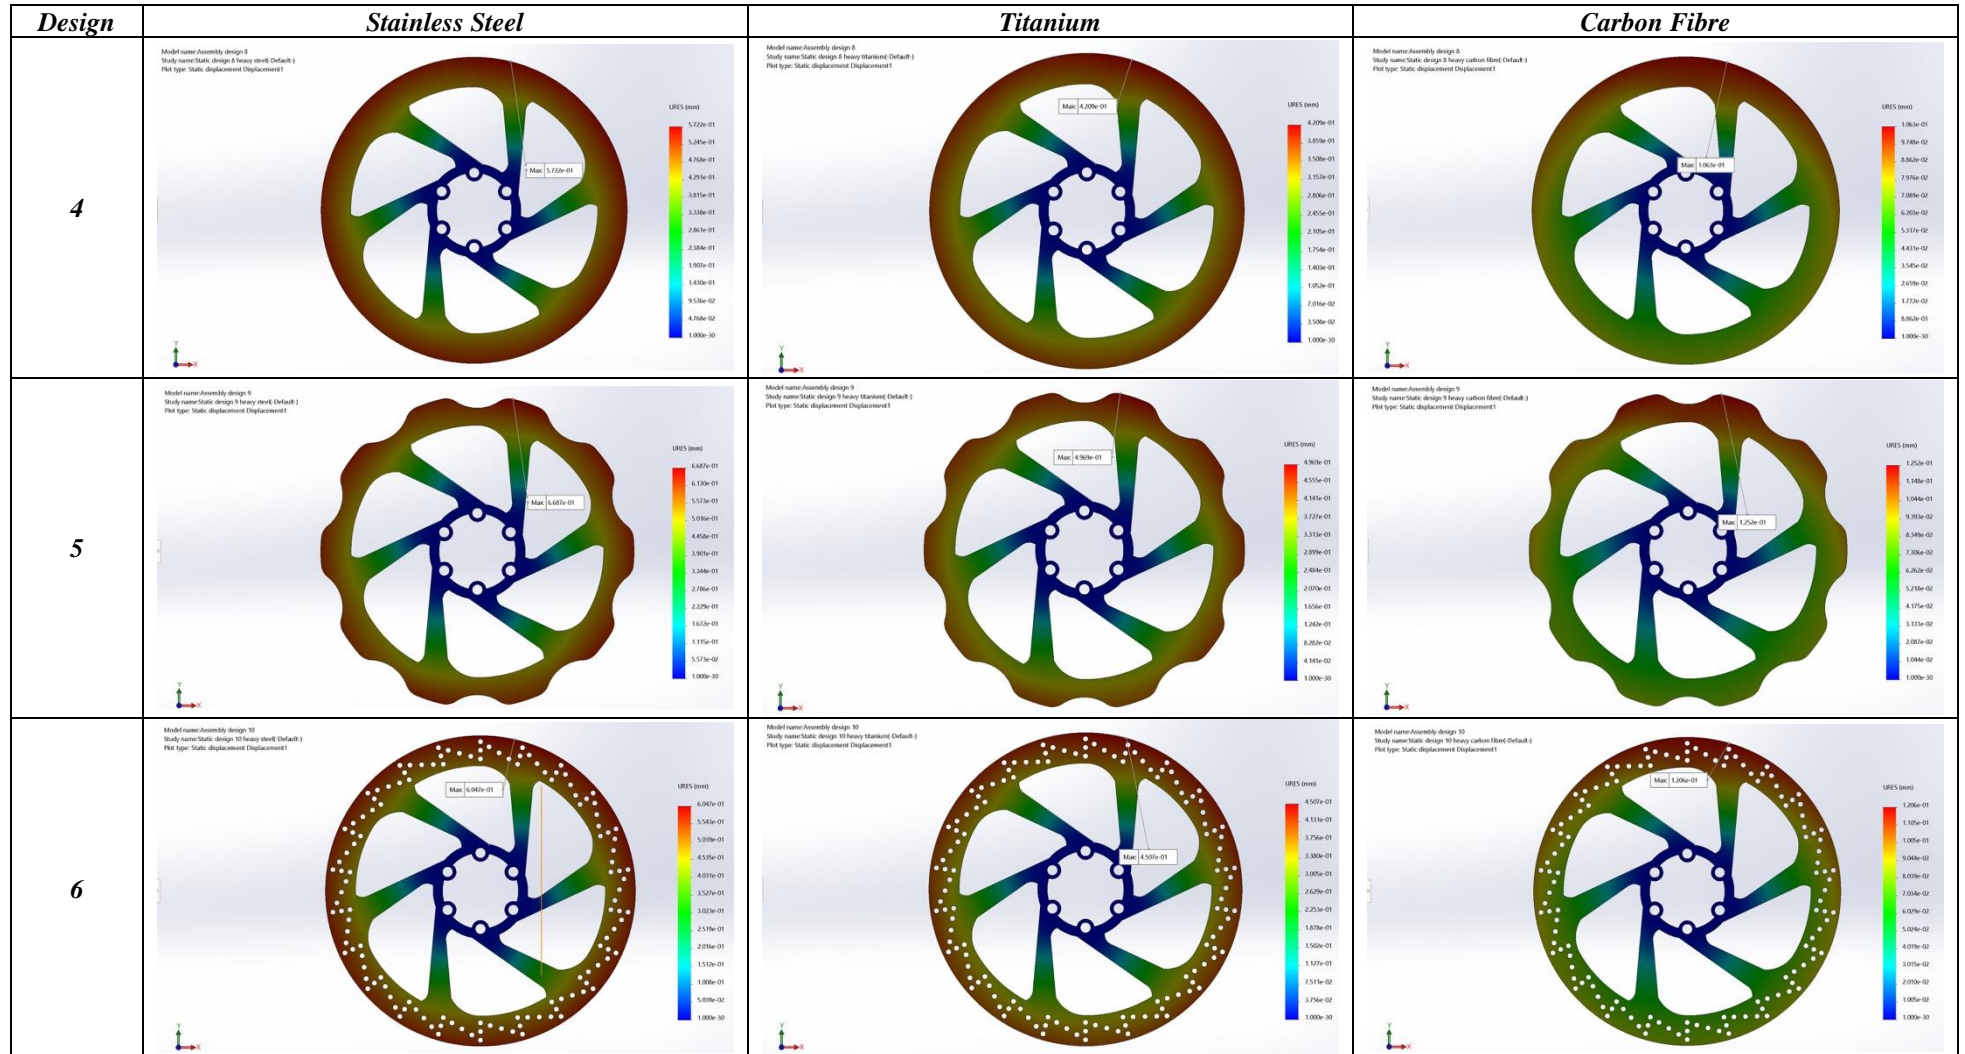 Design Stainless Steel Titanium Carbon Fibre
4
Model name:Assembly design 8
Study name:Static design 8 heavy steel(-Default-)
Plot type: Static displacement Displacement1
URES (mm)
5.722e-01
5.245e-01
4.768e-01
4.291e-01
3.815e-01
3.338e-01
2.861e-01
2.384e-01
1.907e-01
1.430e-01
9.536e-02
4.768e-02
1.000e-30
Max: 5.722e-01
Y
X
Model name:Assembly design 8
Study name:Static design 8 heavy titanium(-Default-)
Plot type: Static displacement Displacement1
URES (mm)
4.209e-01
3.859e-01
3.508e-01
3.157e-01
2.806e-01
2.455e-01
2.105e-01
1.754e-01
1.403e-01
1.052e-01
7.016e-02
3.508e-02
1.000e-30
Max: 4.209e-01
Y
X
Model name:Assembly design 8
Study name:Static design 8 heavy carbon fibre(-Default-)
Plot type: Static displacement Displacement1
URES (mm)
1.063e-01
9.748e-02
8.862e-02
7.976e-02
7.089e-02
6.203e-02
5.317e-02
4.431e-02
3.545e-02
2.659e-02
1.772e-02
8.862e-03
1.000e-30
Max: 1.063e-01
Y
X
5
Model name:Assembly design 9
Study name:Static design 9 heavy steel(-Default-)
Plot type: Static displacement Displacement1
URES (mm)
6.687e-01
6.130e-01
5.573e-01
5.016e-01
4.458e-01
3.901e-01
3.344e-01
2.786e-01
2.229e-01
1.672e-01
1.115e-01
5.573e-02
1.000e-30
Max: 6.687e-01
Y
X
Model name:Assembly design 9
Study name:Static design 9 heavy titanium(-Default-)
Plot type: Static displacement Displacement1
URES (mm)
4.969e-01
4.555e-01
4.141e-01
3.727e-01
3.313e-01
2.899e-01
2.484e-01
2.070e-01
1.656e-01
1.242e-01
8.282e-02
4.141e-02
1.000e-30
Max: 4.969e-01
Y
X
Model name:Assembly design 9
Study name:Static design 9 heavy carbon fibre(-Default-)
Plot type: Static displacement Displacement1
URES (mm)
1.252e-01
1.148e-01
1.044e-01
9.393e-02
8.349e-02
7.306e-02
6.262e-02
5.218e-02
4.175e-02
3.131e-02
2.087e-02
1.044e-02
1.000e-30
Max: 1.252e-01
Y
X
6
Model name:Assembly design 10
Study name:Static design 10 heavy steel(-Default-)
Plot type: Static displacement Displacement1
URES (mm)
6.047e-01
5.543e-01
5.039e-01
4.535e-01
4.031e-01
3.527e-01
3.023e-01
2.519e-01
2.016e-01
1.512e-01
1.008e-01
5.039e-02
1.000e-30
Max: 6.047e-01
Y
X
Model name:Assembly design 10
Study name:Static design 10 heavy titanium(-Default-)
Plot type: Static displacement Displacement1
URES (mm)
4.507e-01
4.131e-01
3.756e-01
3.380e-01
3.005e-01
2.629e-01
2.253e-01
1.878e-01
1.502e-01
1.127e-01
7.511e-02
3.756e-02
1.000e-30
Max: 4.507e-01
Y
X
Model name:Assembly design 10
Study name:Static design 10 heavy carbon fibre(-Default-)
Plot type: Static displacement Displacement1
URES (mm)
1.206e-01
1.105e-01
1.005e-01
9.044e-02
8.039e-02
7.034e-02
6.029e-02
5.024e-02
4.019e-02
3.015e-02
2.010e-02
1.005e-02
1.000e-30
Max: 1.206e-01
Y
X